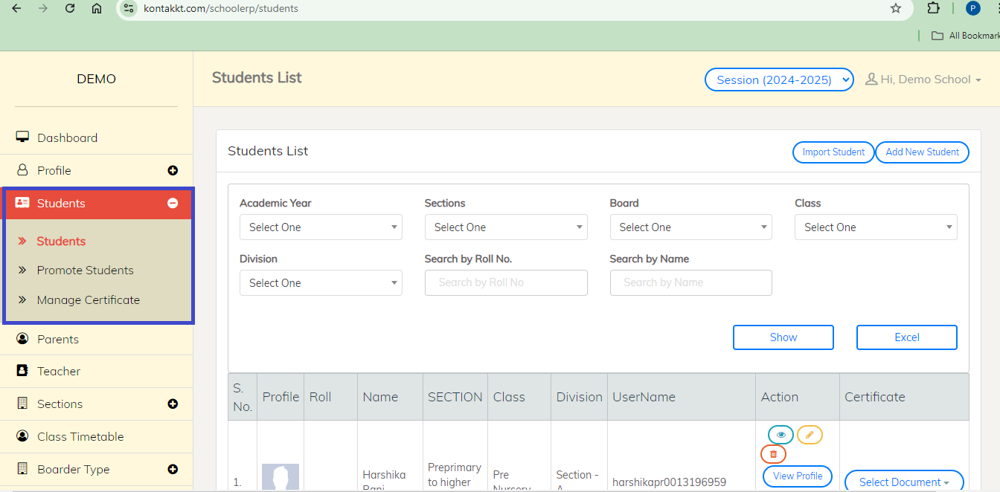 kontakkt.com/schoolerp/students
P
All Bookmark
DEMO
Students List
Session (2024-2025)
Hi, Demo School
Dashboard
Profile
Students
Students
Promote Students
Manage Certificate
Parents
Teacher
Sections
Class Timetable
Boarder Type
Students List
Import Student
Add New Student
Academic Year
Sections
Board
Class
Select One
Select One
Select One
Select One
Division
Search by Roll No.
Search by Name
Select One
Search by Roll No
Search by Name
Show
Excel
S. No.
Profile
Roll
Name
SECTION
Class
Division
UserName
Action
Certificate
1.
Harshika
Preprimary to higher
Pre
Section -
harshikapr0013196959
View Profile
Select Document